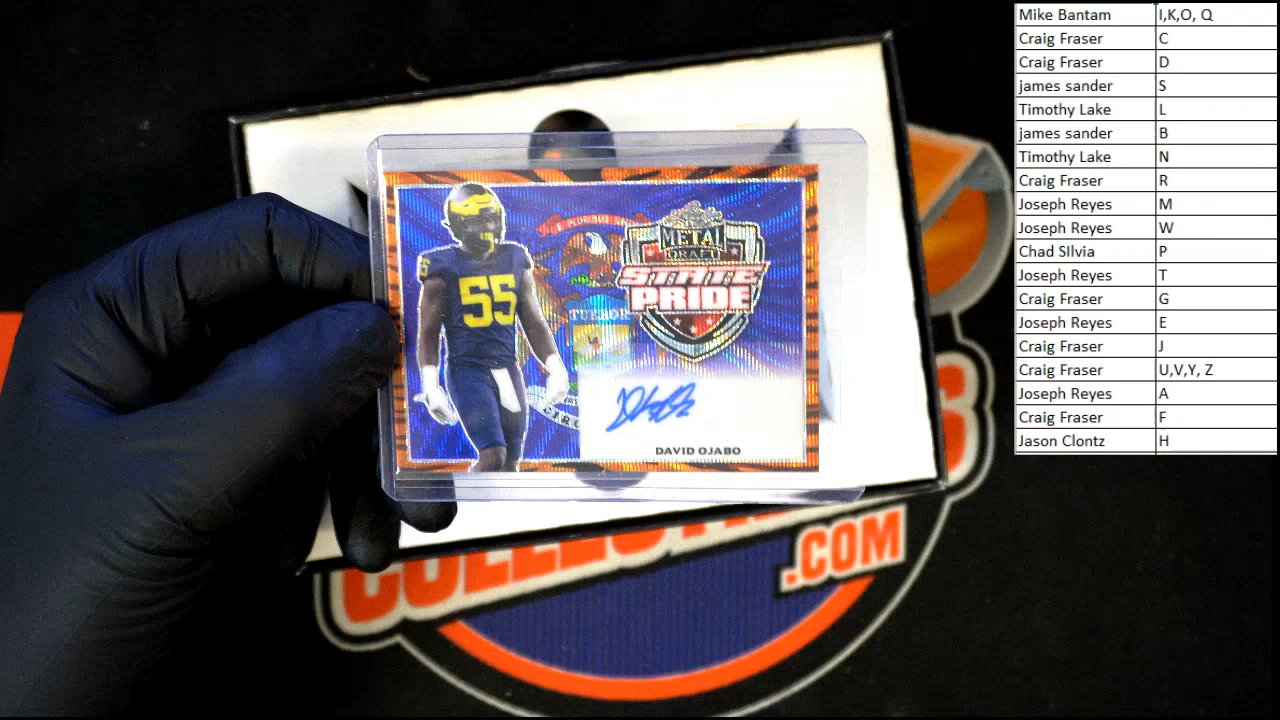 Mike Bantam I,K,O, Q
Craig Fraser C
Craig Fraser D
james sander S
Timothy Lake L
james sander B
Timothy Lake N
Craig Fraser R
Joseph Reyes M
Joseph Reyes W
Chad SIlvia P
Joseph Reyes T
Craig Fraser G
Joseph Reyes E
Craig Fraser J
Craig Fraser U,V,Y, Z
Joseph Reyes A
Craig Fraser F
Jason Clontz H
METAL
DRAFT
STATE
PRIDE
55
TUEBOR
DAVID OJABO
.COM